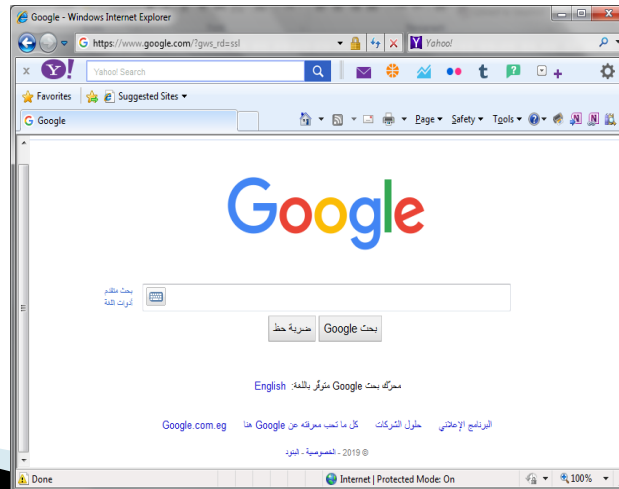 Google - Windows Internet Explorer
https://www.google.com/?gws_rd=ssl
Yahoo!
Y!
Yahoo! Search
Favorites
Suggested Sites
Google
Page
Safety
Tools
Google
بحث متقدم
أدوات اللغة
بحث Google
ضربة حظ
محرّك بحث Google متوفّر باللغة: English
البرنامج الإعلاني
حلول الشركات
كل ما تحب معرفته عن Google هنا
Google.com.eg
© 2019 - الخصوصية - البنود
Done
Internet | Protected Mode: On
100%